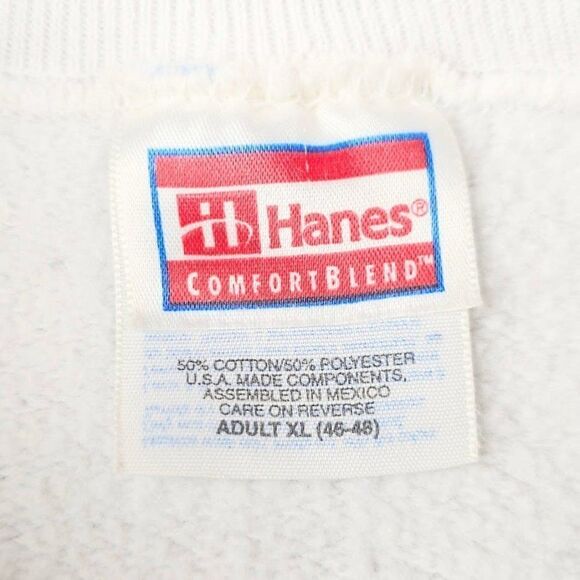 Hanes®
COMFORTBLEND™
50% COTTON/50% POLYESTER
U.S.A. MADE COMPONENTS,
ASSEMBLED IN MEXICO
CARE ON REVERSE
ADULT XL (46-48)